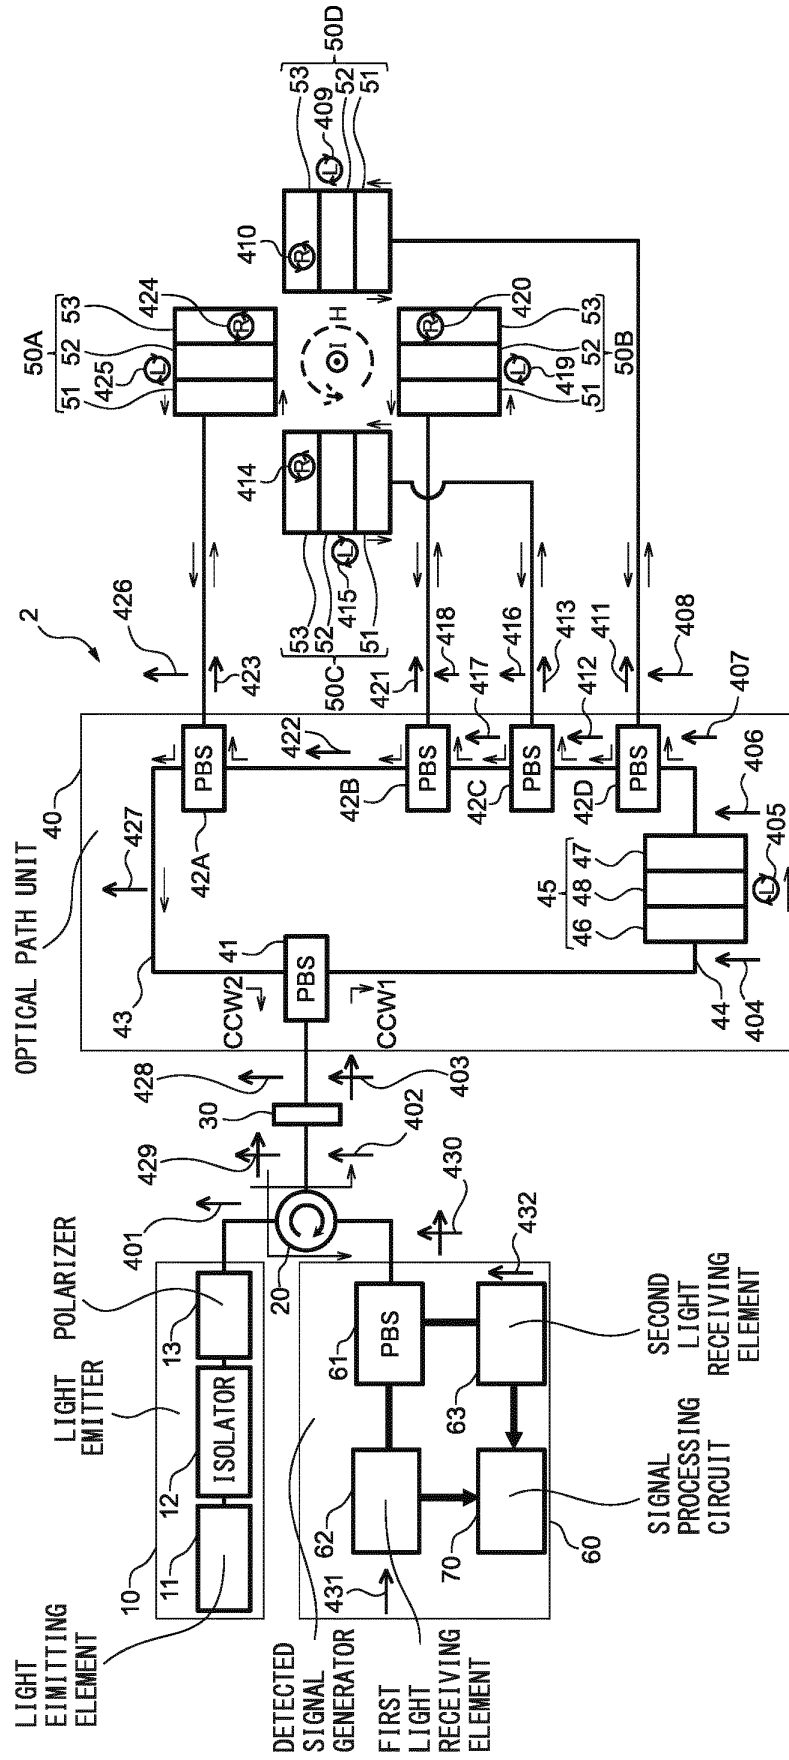 2
40
OPTICAL PATH UNIT
LIGHT
EIMITTING
ELEMENT
LIGHT
EMITTER
POLARIZER
10
11
12
ISOLATOR
13
401
20
429
428
30
402
403
430
CCW2
CCW1
41
PBS
43
427
42A
PBS
422
42B
PBS
42C
PBS
42D
PBS
417
412
407
406
45
46
48
47
44
404
L
405
426
423
421
418
416
413
411
408
50A
51
52
53
425
L
424
R
50C
53
52
51
414
R
415
L
H
I
50D
53
52
51
410
R
409
L
420
R
419
L
51
52
53
50B
DETECTED
SIGNAL
GENERATOR
FIRST
LIGHT
RECEIVING
ELEMENT
431
62
61
PBS
63
432
70
60
SIGNAL
PROCESSING
CIRCUIT
SECOND
LIGHT
RECEIVING
ELEMENT